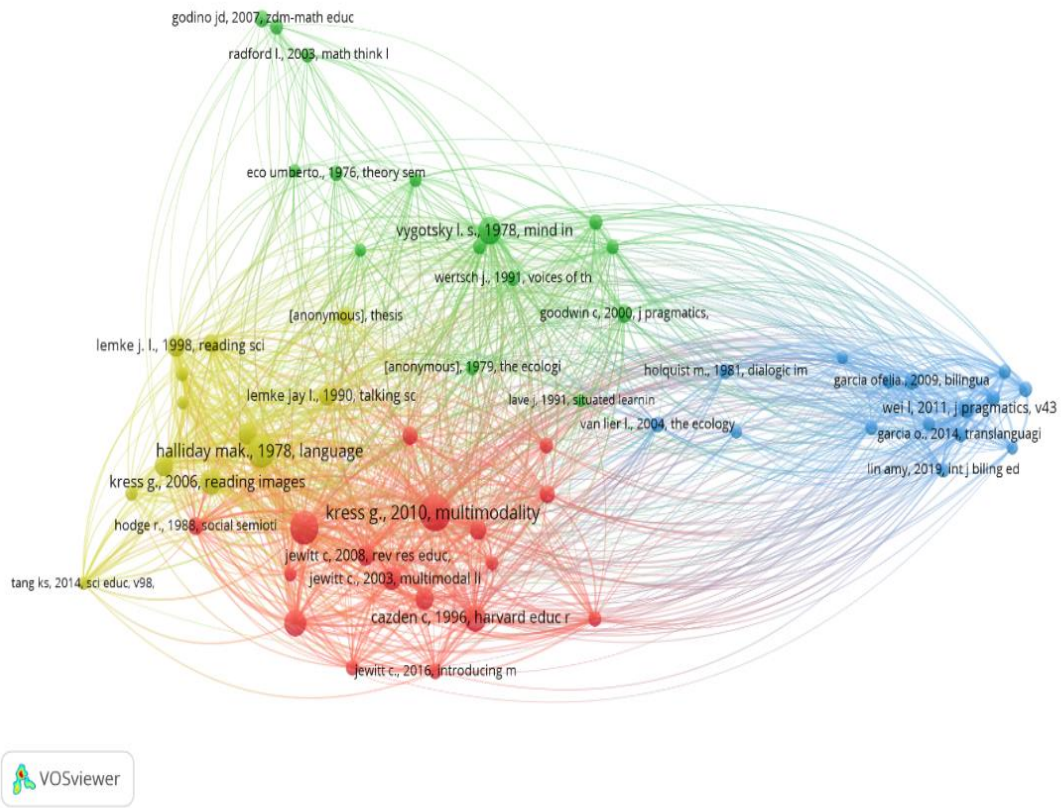 godino jd, 2007, zdm-math educ
radford l., 2003, math think l
eco umberto., 1976, theory sem
vygotsky l. s., 1978, mind in
wertsch j., 1991, voices of th
[anonymous], thesis
goodwin c, 2000, j pragmatics,
lemke j. l., 1998, reading sci
[anonymous], 1979, the ecologi
holquist m., 1981, dialogic im
garcia ofelia., 2009, bilingua
lemke jay l., 1990, talking sc
lave j, 1991, situated learnin
wei l, 2011, j pragmatics, v43
van lier l., 2004, the ecology
garcia o., 2014, translanguagi
halliday mak., 1978, language
lin amy, 2019, int j biling ed
kress g., 2006, reading images
kress g., 2010, multimodality
hodge r., 1988, social semioti
jewitt c, 2008, rev res educ,
jewitt c., 2003, multimodal li
tang ks, 2014, sci educ, v98,
cazden c, 1996, harvard educ r
jewitt c., 2016, introducing m
VOSviewer